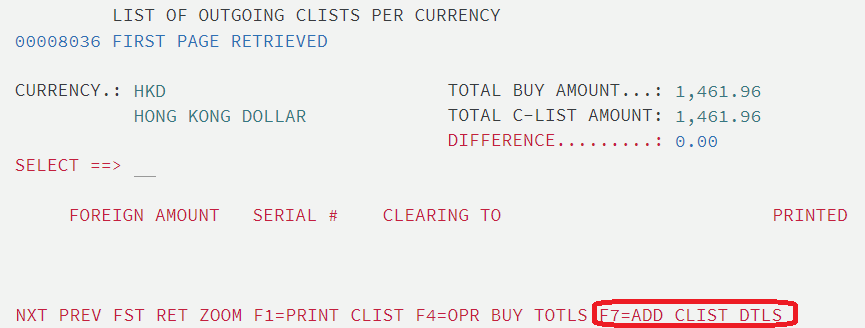 LIST OF OUTGOING CLISTS PER CURRENCY
00008036 FIRST PAGE RETRIEVED
CURRENCY.: HKD TOTAL BUY AMOUNT...: 1,461.96
HONG KONG DOLLAR TOTAL C-LIST AMOUNT: 1,461.96
DIFFERENCE.........: 0.00
SELECT ==> __
FOREIGN AMOUNT SERIAL # CLEARING TO PRINTED
NXT PREV FST RET ZOOM F1=PRINT CLIST F4=OPR BUY TOTLS F7=ADD CLIST DTLS